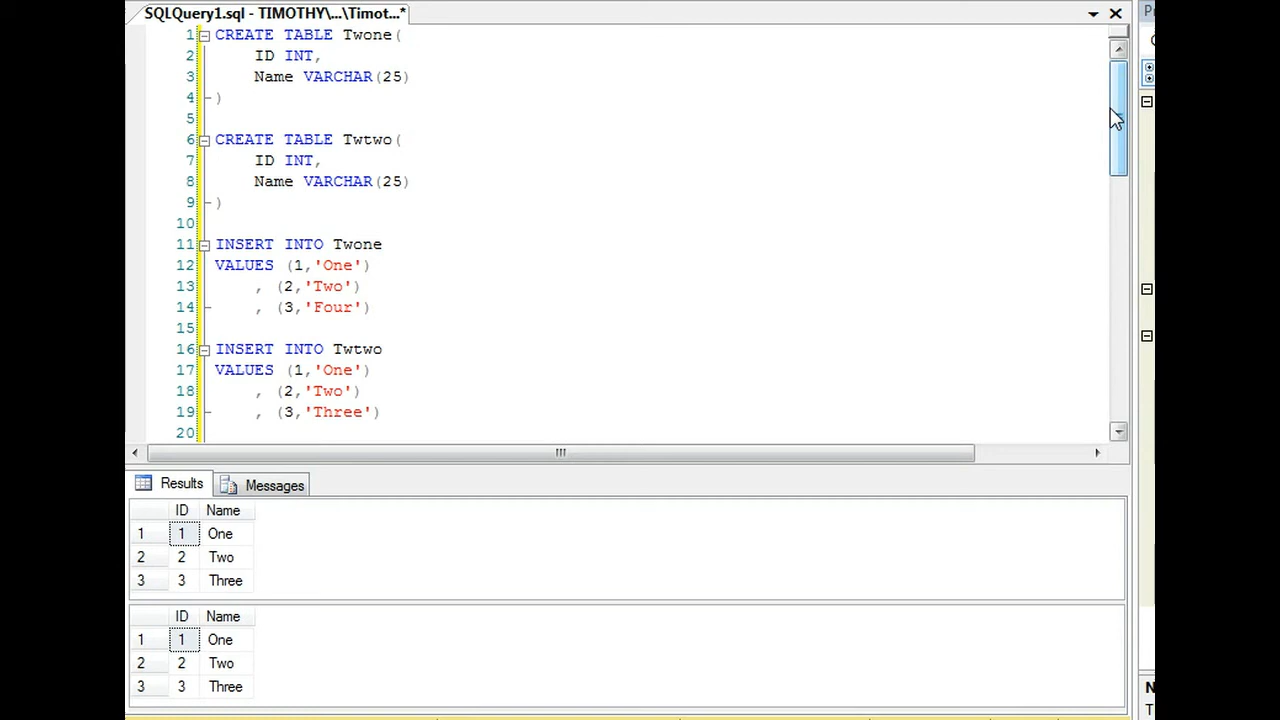 SQLQuery1.sql - TIMOTHY\...\Timot...*
1 CREATE TABLE Twone(
2 ID INT,
3 Name VARCHAR(25)
4 )
5
6 CREATE TABLE Twtwo(
7 ID INT,
8 Name VARCHAR(25)
9 )
10
11 INSERT INTO Twone
12 VALUES (1,'One')
13 , (2,'Two')
14 , (3,'Four')
15
16 INSERT INTO Twtwo
17 VALUES (1,'One')
18 , (2,'Two')
19 , (3,'Three')
20
Results Messages
ID Name
1 1 One
2 2 Two
3 3 Three
ID Name
1 1 One
2 2 Two
3 3 Three